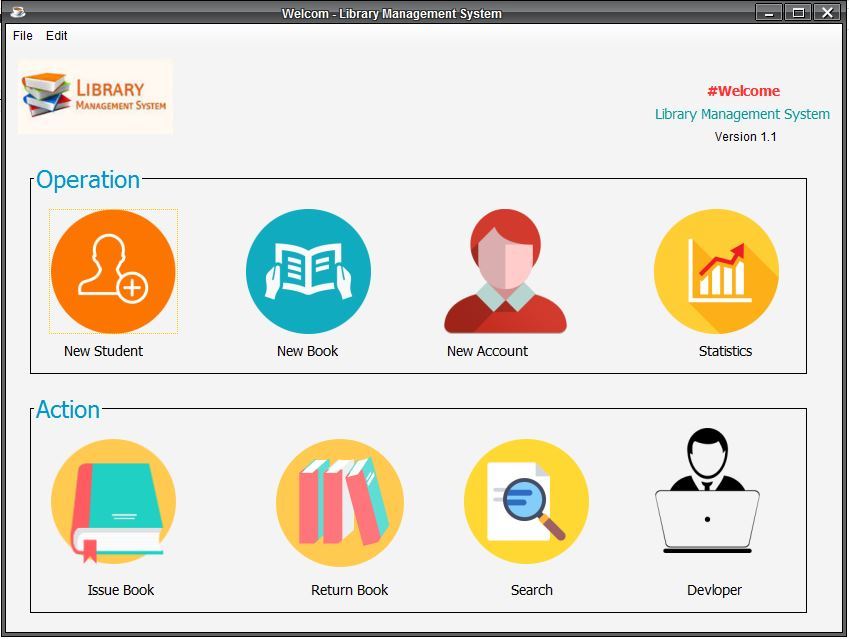 Welcom - Library Management System
File Edit
LIBRARY
MANAGEMENT SYSTEM
#Welcome
Library Management System
Version 1.1
Operation
New Student New Book New Account Statistics
Action
Issue Book Return Book Search Devloper